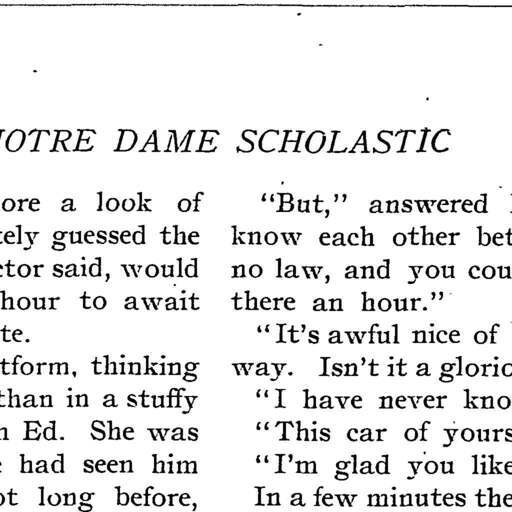 NOTRE DAME SCHOLASTIC
ore a look of
tely guessed the
ctor said, would
hour to await
te.
tform, thinking
than in a stuffy
n Ed. She was
had seen him
ot long before,
"But," answered
know each other bet
no law, and you cou
there an hour."
"It's awful nice of
way. Isn't it a glorio
"I have never kno
"This car of yours
"I'm glad you like
In a few minutes the